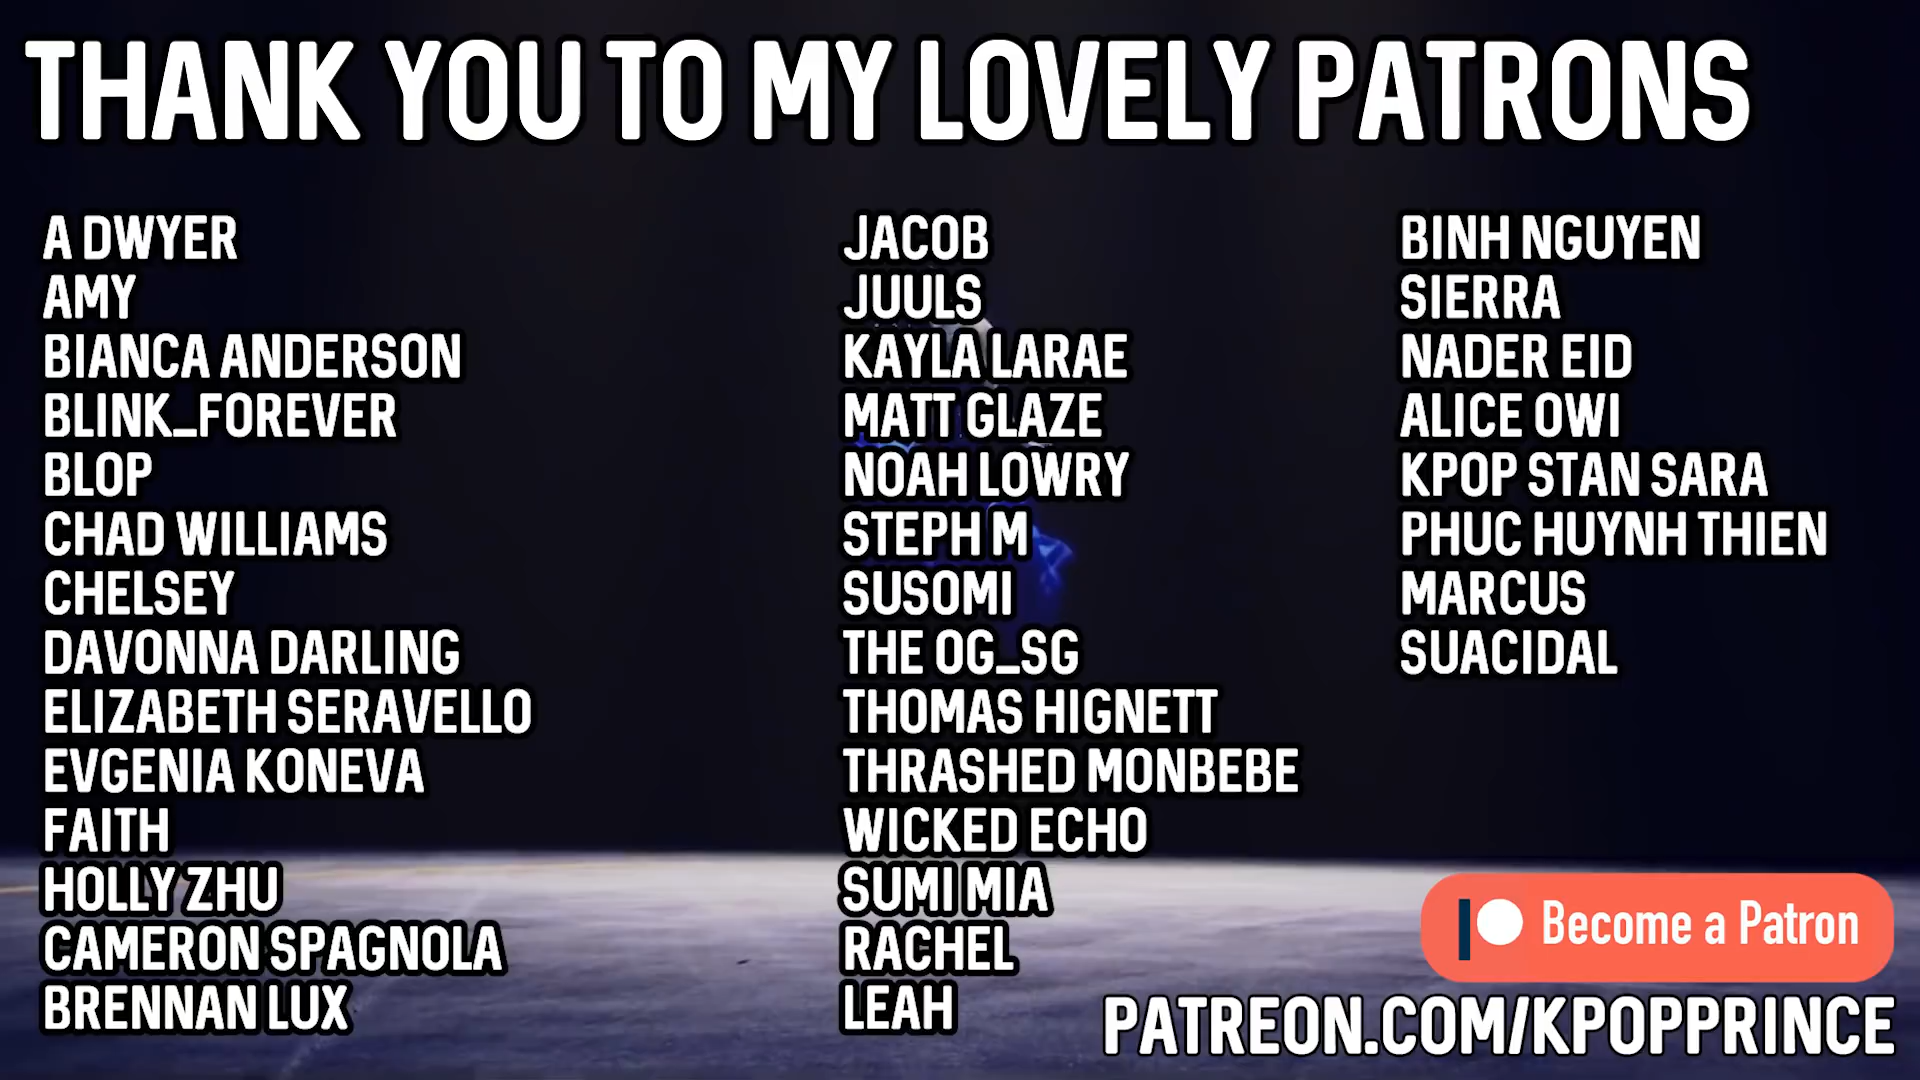 THANK YOU TO MY LOVELY PATRONS
A DWYER
AMY
BIANCA ANDERSON
BLINK_FOREVER
BLOP
CHAD WILLIAMS
CHELSEY
DAVONNA DARLING
ELIZABETH SERAVELLO
EVGENIA KONEVA
FAITH
HOLLY ZHU
CAMERON SPAGNOLA
BRENNAN LUX
JACOB
JUULS
KAYLA LARAE
MATT GLAZE
NOAH LOWRY
STEPH M
SUSOMI
THE OG_SG
THOMAS HIGNETT
THRASHED MONBEBE
WICKED ECHO
SUMI MIA
RACHEL
LEAH
BINH NGUYEN
SIERRA
NADER EID
ALICE OWI
KPOP STAN SARA
PHUC HUYNH THIEN
MARCUS
SUACIDAL
Become a Patron
PATREON.COM/KPOPPRINCE